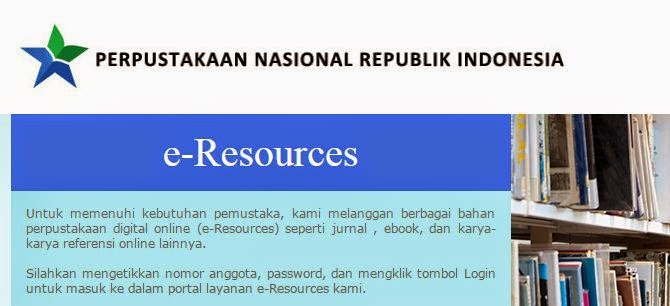 PERPUSTAKAAN NASIONAL REPUBLIK INDONESIA
e-Resources
Untuk memenuhi kebutuhan pemustaka, kami melanggan berbagai bahan
perpustakaan digital online (e-Resources) seperti jurnal , ebook, dan karya-
karya referensi online lainnya.
Silahkan mengetikkan nomor anggota, password, dan mengklik tombol Login
untuk masuk ke dalam portal layanan e-Resources kami.